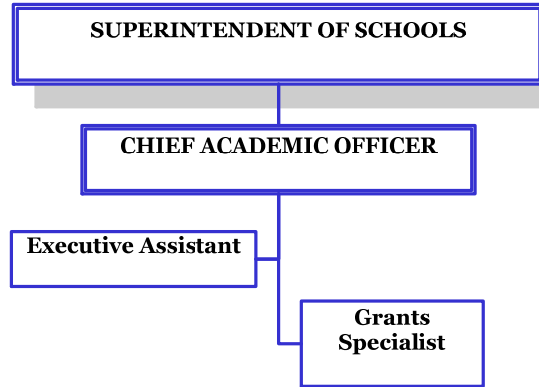 SUPERINTENDENT OF SCHOOLS
CHIEF ACADEMIC OFFICER
Executive Assistant
Grants
Specialist